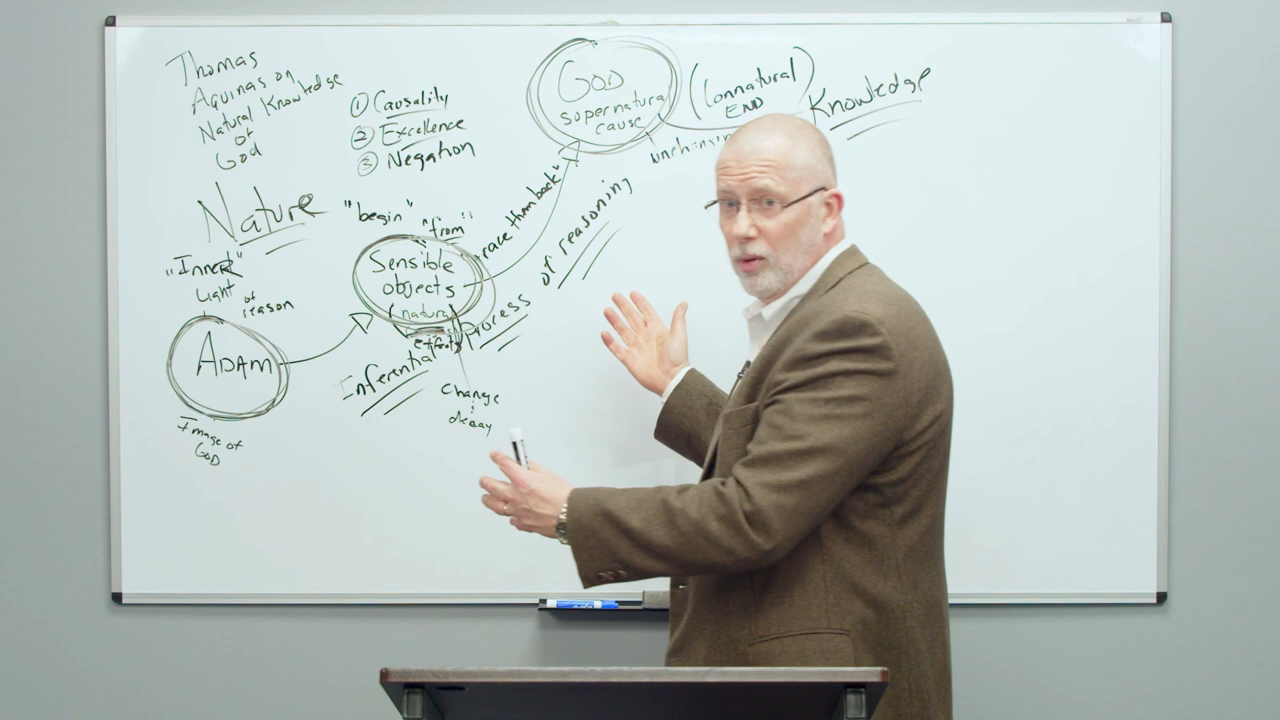 Thomas
Aquinas on
Natural Knowledge
of
God
① Causality
② Excellence
③ Negation
GOD
supernatural
cause
(connatural)
END
Knowledge
Nature
"Inner"
Light of
reason
ADAM
Image of
GOD
"begin"
"from"
Sensible
objects
(natural
effects)
change
decay
"trace them back"
Inferential Process of reasoning